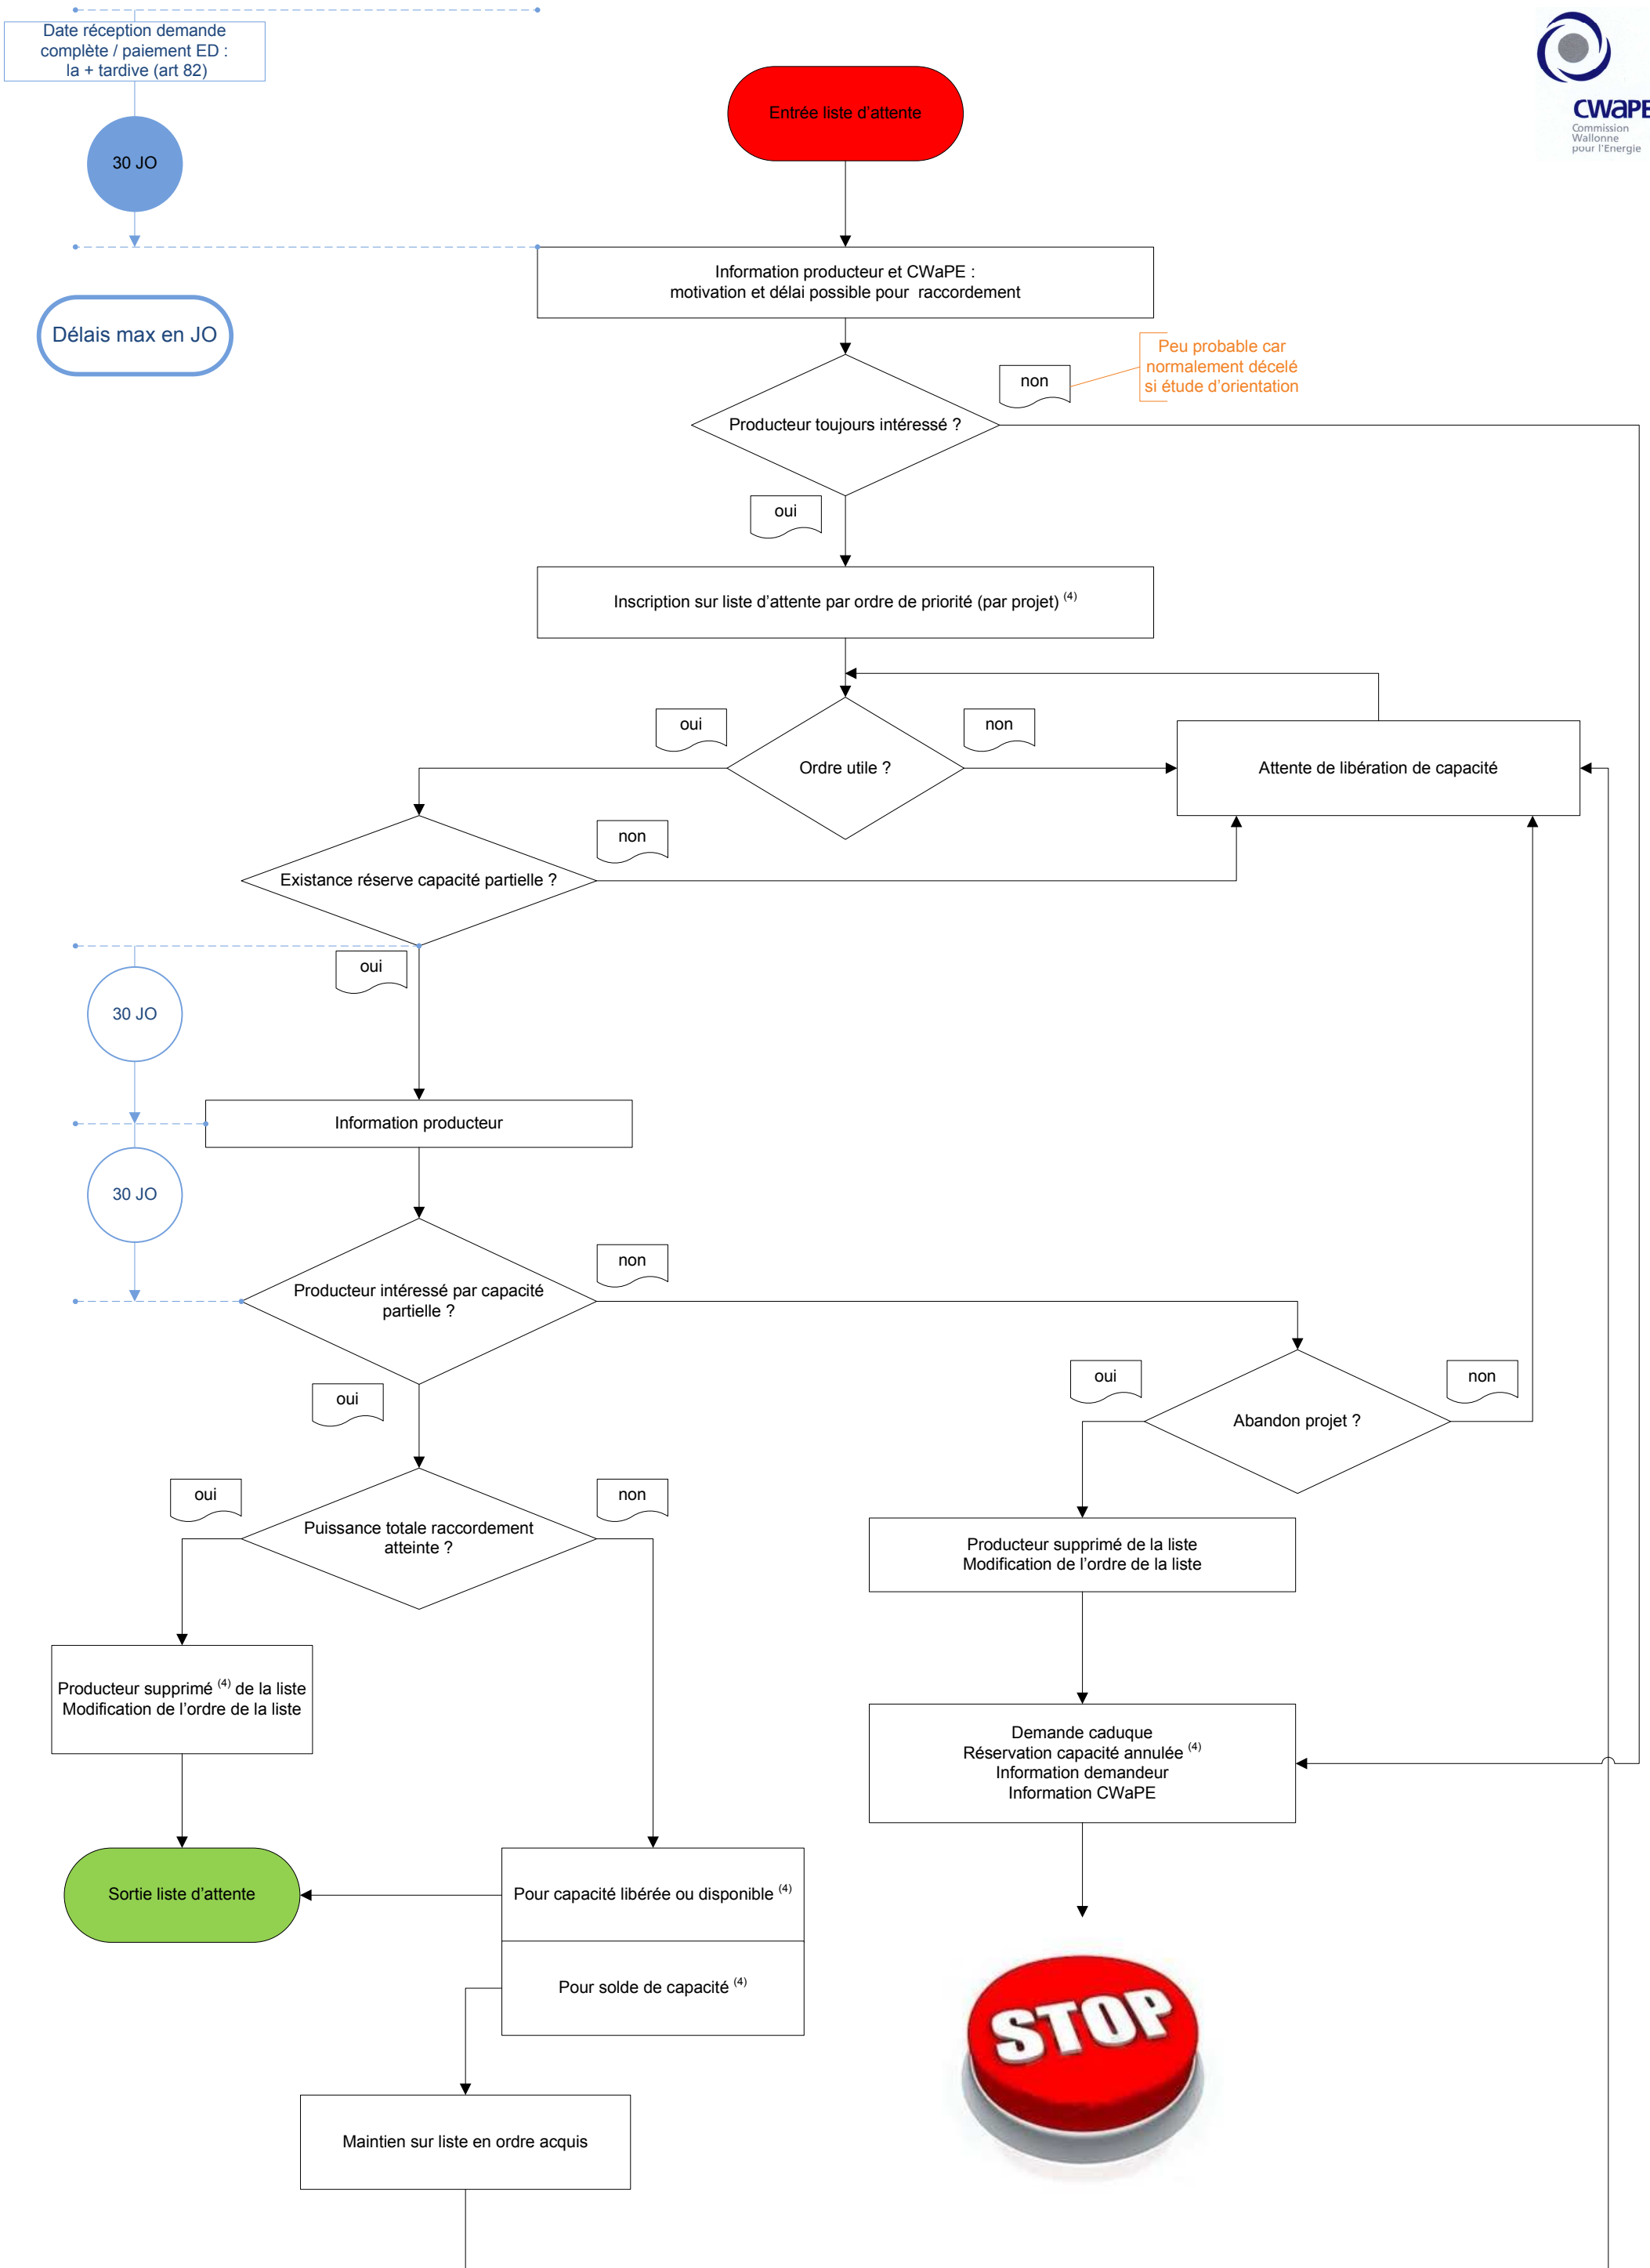 Date réception demande
complète / paiement ED :
la + tardive (art 82)
CWaPE
Commission
Wallonne
pour l'Energie
Entrée liste d'attente
30 JO
Information producteur et CWaPE :
motivation et délai possible pour raccordement
Délais max en JO
Peu probable car
normalement décelé
si étude d'orientation
non
Producteur toujours intéressé ?
oui
Inscription sur liste d'attente par ordre de priorité (par projet) (4)
oui
non
Ordre utile ?
Attente de libération de capacité
non
Existance réserve capacité partielle ?
oui
30 JO
Information producteur
30 JO
non
Producteur intéressé par capacité
partielle ?
oui
oui
non
Abandon projet ?
oui
non
Puissance totale raccordement
atteinte ?
Producteur supprimé de la liste
Modification de l'ordre de la liste
Producteur supprimé (4) de la liste
Modification de l'ordre de la liste
Demande caduque
Réservation capacité annulée (4)
Information demandeur
Information CWaPE
Sortie liste d'attente
Pour capacité libérée ou disponible (4)
Pour solde de capacité (4)
STOP
Maintien sur liste en ordre acquis